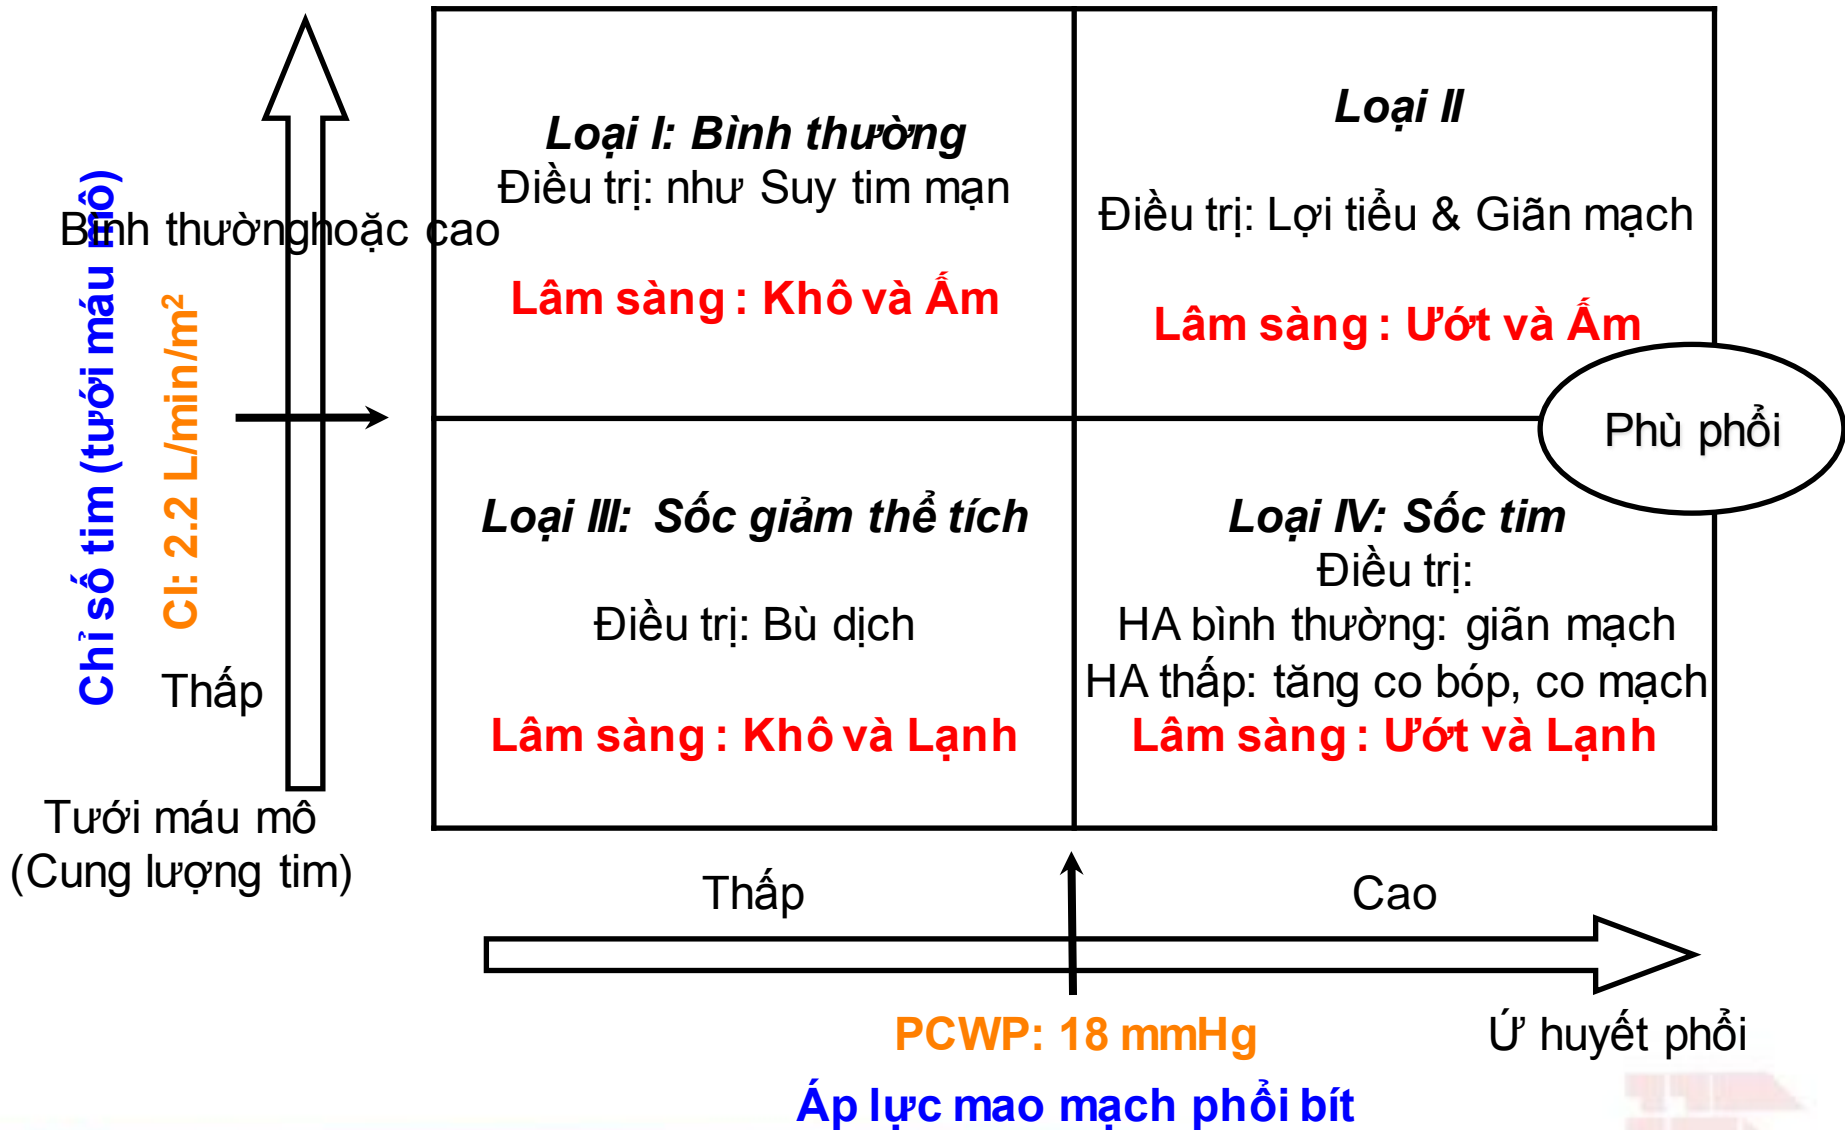 Loại I: Bình thường
Điều trị: như Suy tim mạn
Lâm sàng : Khô và Ấm
Loại II
Điều trị: Lợi tiểu & Giãn mạch
Lâm sàng : Ướt và Ấm
Phù phổi
Loại III: Sốc giảm thể tích
Điều trị: Bù dịch
Lâm sàng : Khô và Lạnh
Loại IV: Sốc tim
Điều trị:
HA bình thường: giãn mạch
HA thấp: tăng co bóp, co mạch
Lâm sàng : Ướt và Lạnh
Chỉ số tim (tưới máu mô)
CI: 2.2 L/min/m²
Bình thườnghoặc cao
Thấp
Tưới máu mô
(Cung lượng tim)
Thấp
Cao
PCWP: 18 mmHg
Ứ huyết phổi
Áp lực mao mạch phổi bít